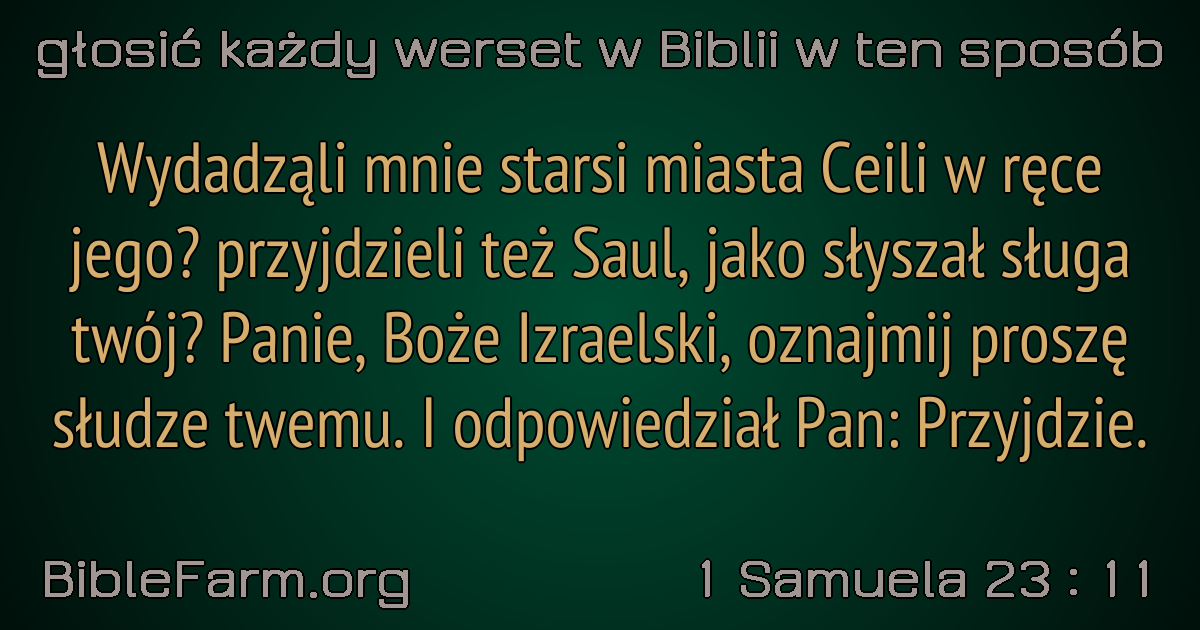 głosić każdy werset w Biblii w ten sposób
Wydadząli mnie starsi miasta Ceili w ręce
jego? przyjdzieli też Saul, jako słyszał sługa
twój? Panie, Boże Izraelski, oznajmij proszę
słudze twemu. I odpowiedział Pan: Przyjdzie.
BibleFarm.org
1 Samuela 23 : 11